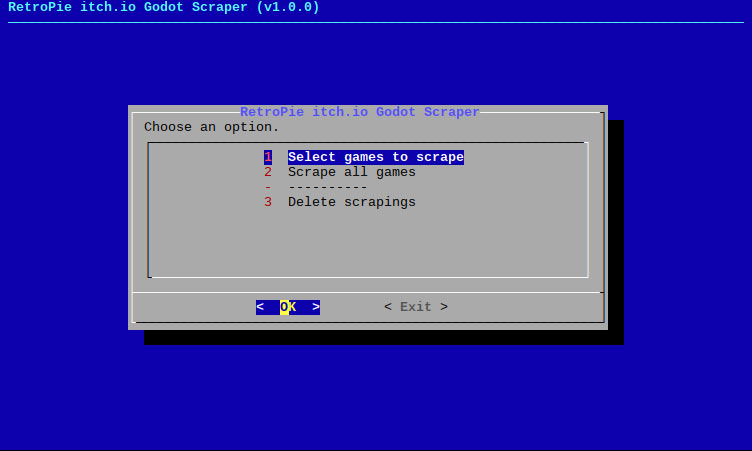 RetroPie itch.io Godot Scraper (v1.0.0)
RetroPie itch.io Godot Scraper
Choose an option.
1 Select games to scrape
2 Scrape all games
- ----------
3 Delete scrapings
< OK > < Exit >